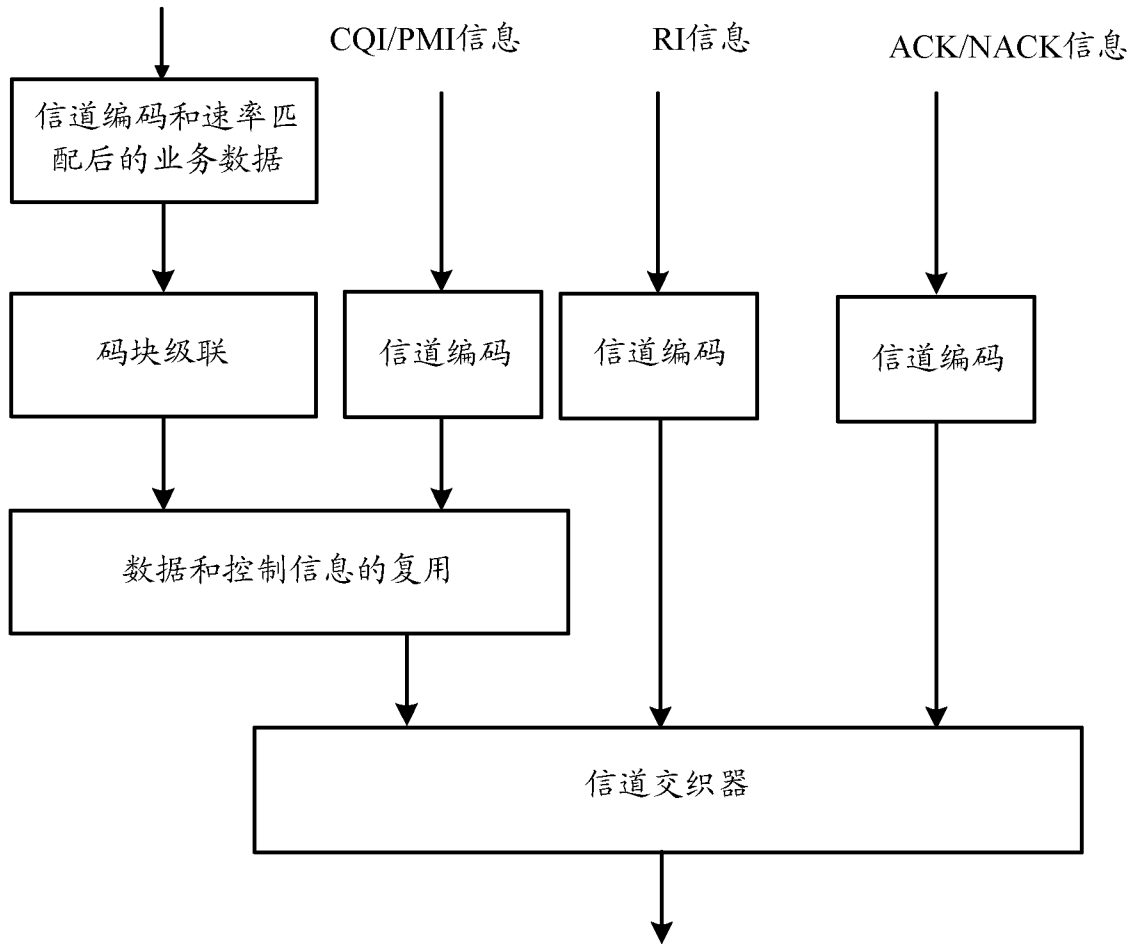 CQI/PMI信息
RI信息
ACK/NACK信息
信道编码和速率匹
配后的业务数据
码块级联
信道编码
信道编码
信道编码
数据和控制信息的复用
信道交织器